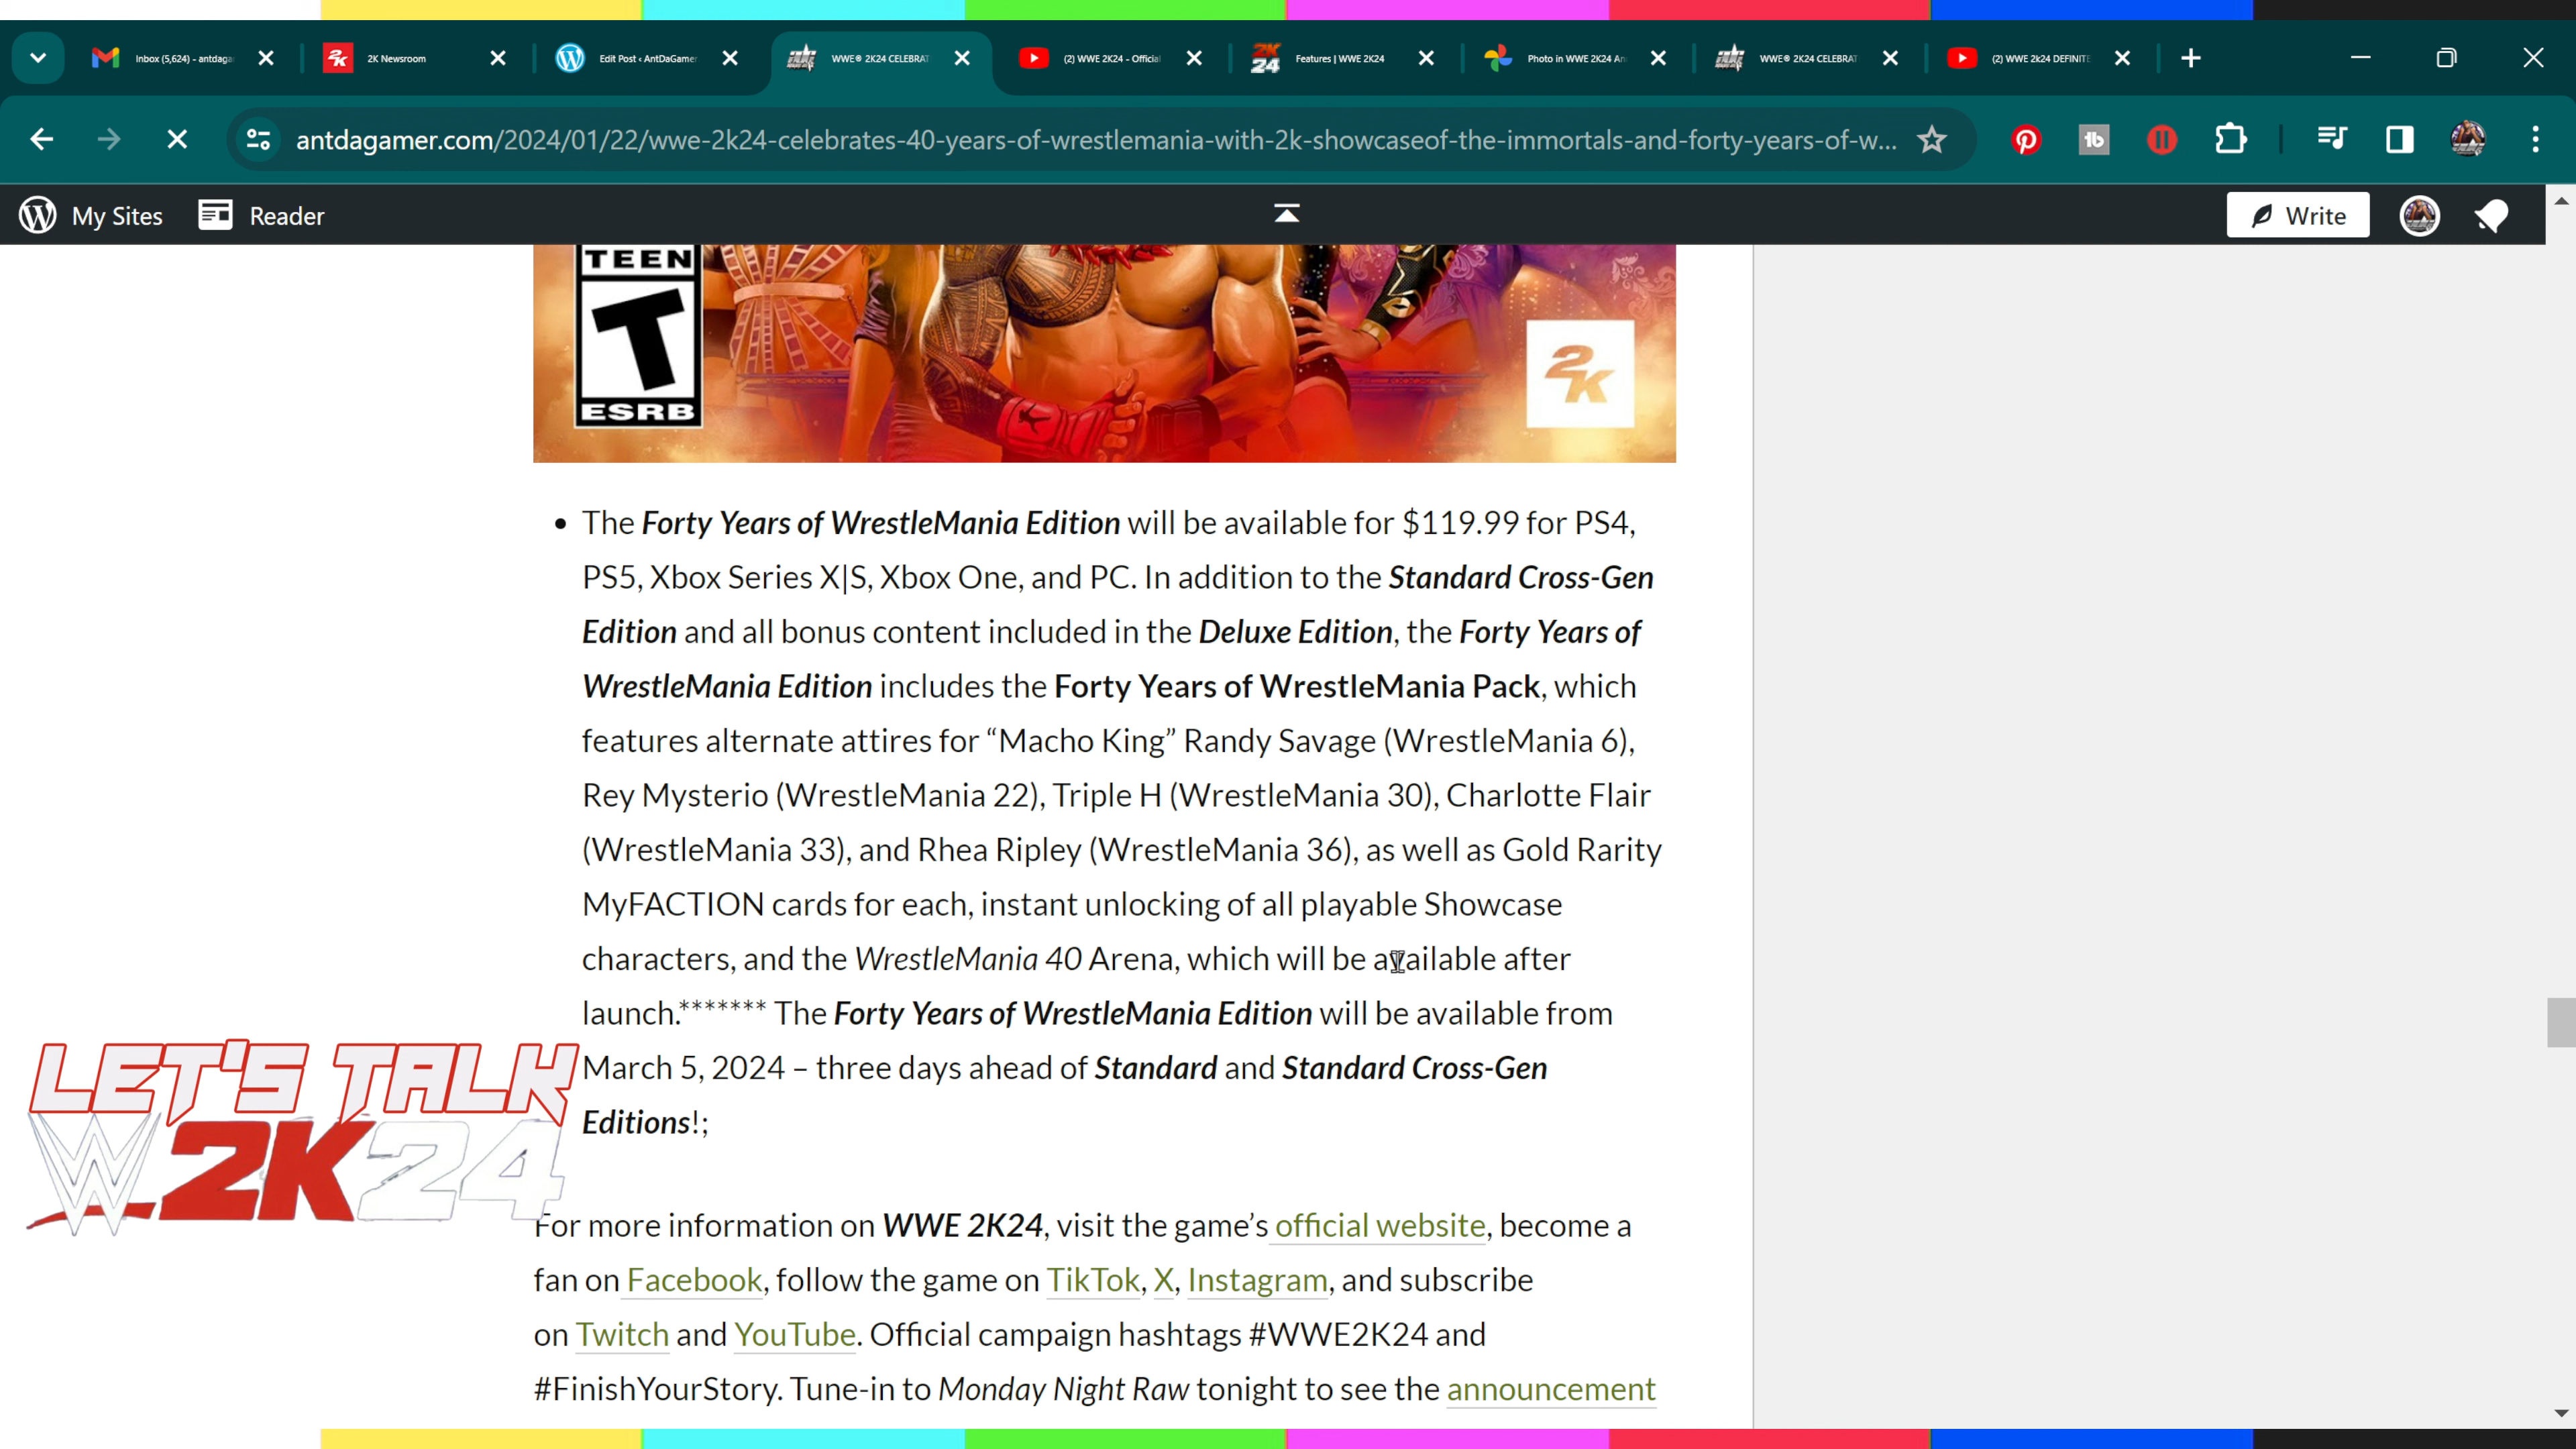 Inbox (5,624) - antdaga
2K Newsroom
Edit Post ‹ AntDaGamer
WWE® 2K24 CELEBRAT
(2) WWE 2K24 - Official
Features | WWE 2K24
Photo in WWE 2K24 An
WWE® 2K24 CELEBRAT
(2) WWE 2k24 DEFINITE
antdagamer.com/2024/01/22/wwe-2k24-celebrates-40-years-of-wrestlemania-with-2k-showcaseof-the-immortals-and-forty-years-of-w...
My Sites
Reader
Write
TEEN
T
ESRB
2K
The Forty Years of WrestleMania Edition will be available for $119.99 for PS4,
PS5, Xbox Series X|S, Xbox One, and PC. In addition to the Standard Cross-Gen
Edition and all bonus content included in the Deluxe Edition, the Forty Years of
WrestleMania Edition includes the Forty Years of WrestleMania Pack, which
features alternate attires for “Macho King” Randy Savage (WrestleMania 6),
Rey Mysterio (WrestleMania 22), Triple H (WrestleMania 30), Charlotte Flair
(WrestleMania 33), and Rhea Ripley (WrestleMania 36), as well as Gold Rarity
MyFACTION cards for each, instant unlocking of all playable Showcase
characters, and the WrestleMania 40 Arena, which will be available after
launch.******* The Forty Years of WrestleMania Edition will be available from
March 5, 2024 – three days ahead of Standard and Standard Cross-Gen
Editions!;
LET'S TALK
W 2K24
For more information on WWE 2K24, visit the game’s official website, become a
fan on Facebook, follow the game on TikTok, X, Instagram, and subscribe
on Twitch and YouTube. Official campaign hashtags #WWE2K24 and
#FinishYourStory. Tune-in to Monday Night Raw tonight to see the announcement